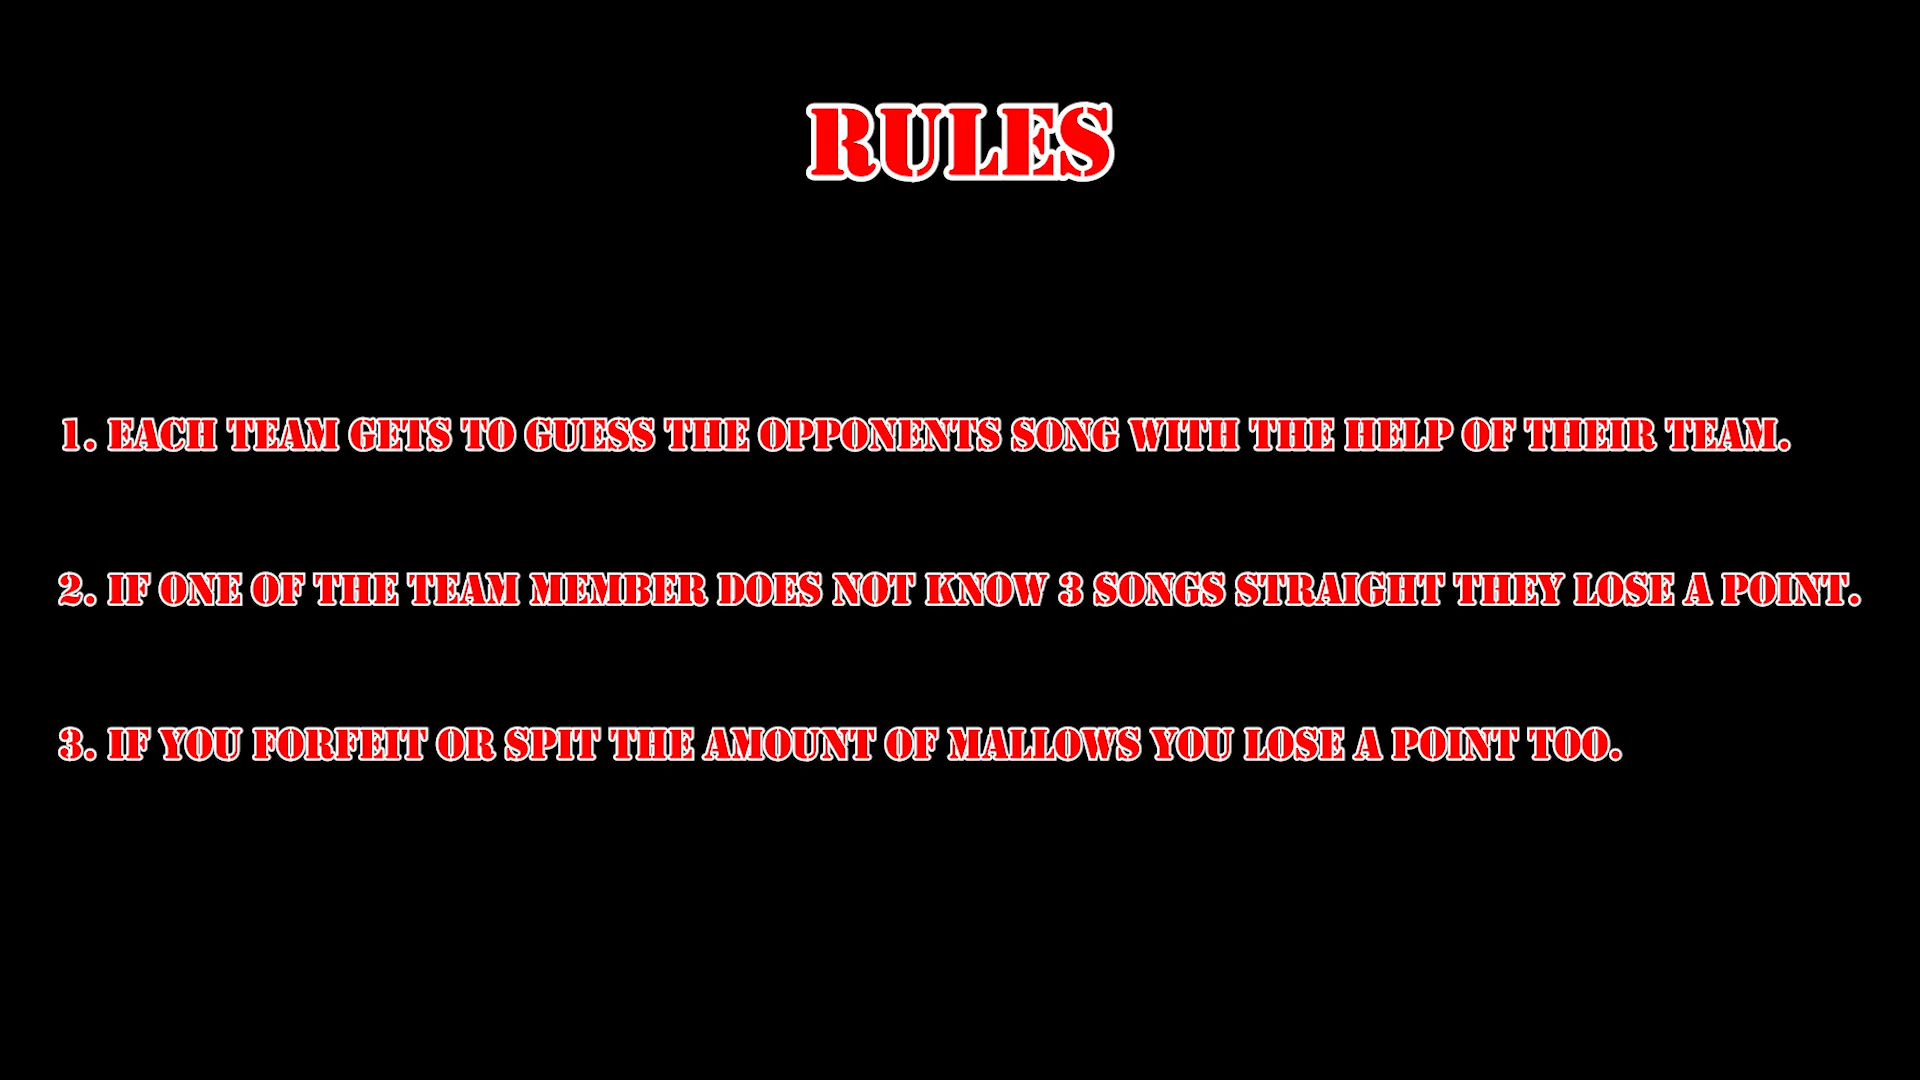 RULES
1. EACH TEAM GETS TO GUESS THE OPPONENTS SONG WITH THE HELP OF THEIR TEAM.
2. IF ONE OF THE TEAM MEMBER DOES NOT KNOW 3 SONGS STRAIGHT THEY LOSE A POINT.
3. IF YOU FORFEIT OR SPIT THE AMOUNT OF MALLOWS YOU LOSE A POINT TOO.